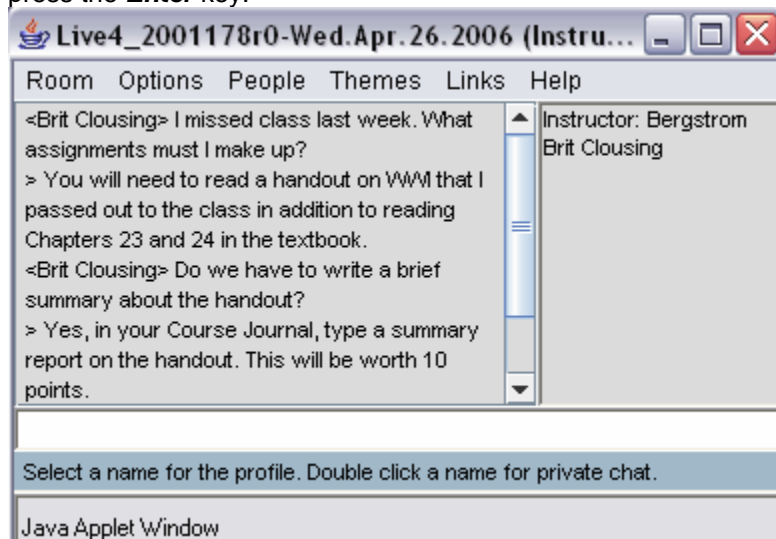 press the Enter key.
Live4_2001178r0-Wed.Apr.26.2006 (Instru...
Room Options People Themes Links Help
<Brit Clousing> I missed class last week. What
assignments must I make up?
> You will need to read a handout on WWI that I
passed out to the class in addition to reading
Chapters 23 and 24 in the textbook.
<Brit Clousing> Do we have to write a brief
summary about the handout?
> Yes, in your Course Journal, type a summary
report on the handout. This will be worth 10
points.
Instructor: Bergstrom
Brit Clousing
Select a name for the profile. Double click a name for private chat.
Java Applet Window